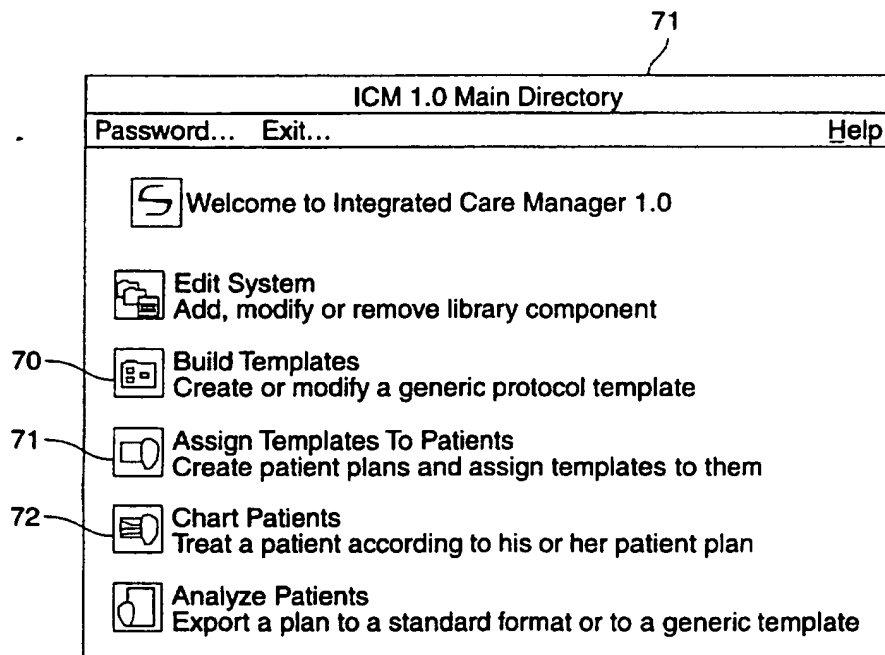 71
ICM 1.0 Main Directory
Password... Exit... Help
Welcome to Integrated Care Manager 1.0
Edit System
Add, modify or remove library component
70
Build Templates
Create or modify a generic protocol template
71
Assign Templates To Patients
Create patient plans and assign templates to them
72
Chart Patients
Treat a patient according to his or her patient plan
Analyze Patients
Export a plan to a standard format or to a generic template